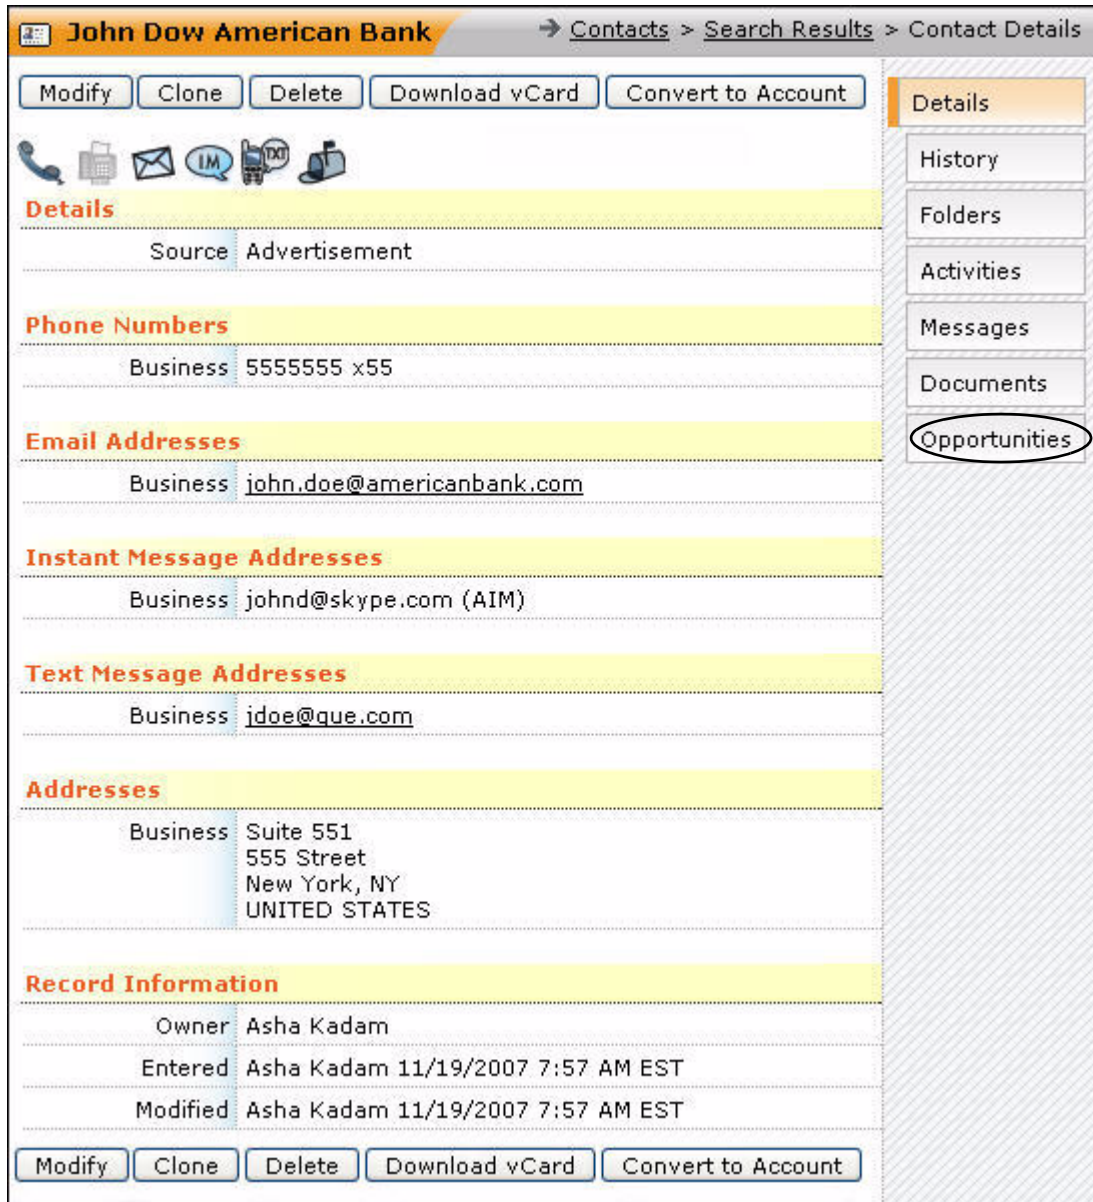 John Dow American Bank
Contacts > Search Results > Contact Details
Modify Clone Delete Download vCard Convert to Account
IM TXT
Details
Source Advertisement
Phone Numbers
Business 5555555 x55
Email Addresses
Business john.doe@americanbank.com
Instant Message Addresses
Business johnd@skype.com (AIM)
Text Message Addresses
Business jdoe@que.com
Addresses
Business Suite 551
555 Street
New York, NY
UNITED STATES
Record Information
Owner Asha Kadam
Entered Asha Kadam 11/19/2007 7:57 AM EST
Modified Asha Kadam 11/19/2007 7:57 AM EST
Modify Clone Delete Download vCard Convert to Account
Details
History
Folders
Activities
Messages
Documents
Opportunities